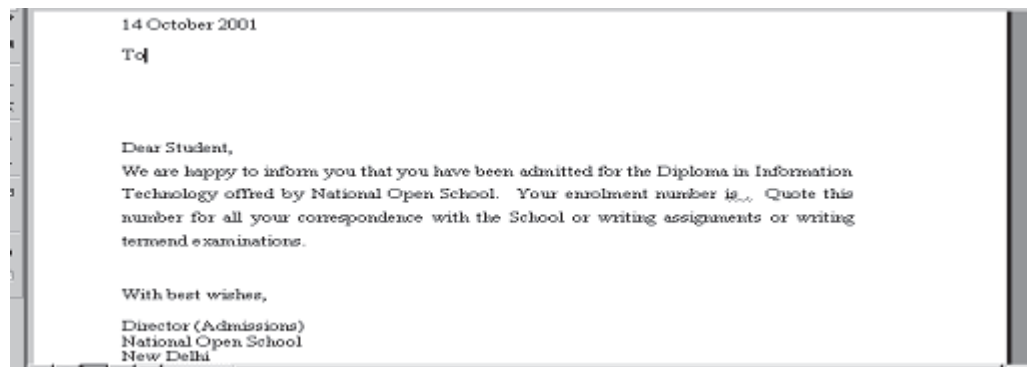 14 October 2001
To
Dear Student,
We are happy to inform you that you have been admitted for the Diploma in Information
Technology offred by National Open School. Your enrolment number is . Quote this
number for all your correspondence with the School or writing assignments or writing
termend examinations.
With best wishes,
Director (Admissions)
National Open School
New Delhi